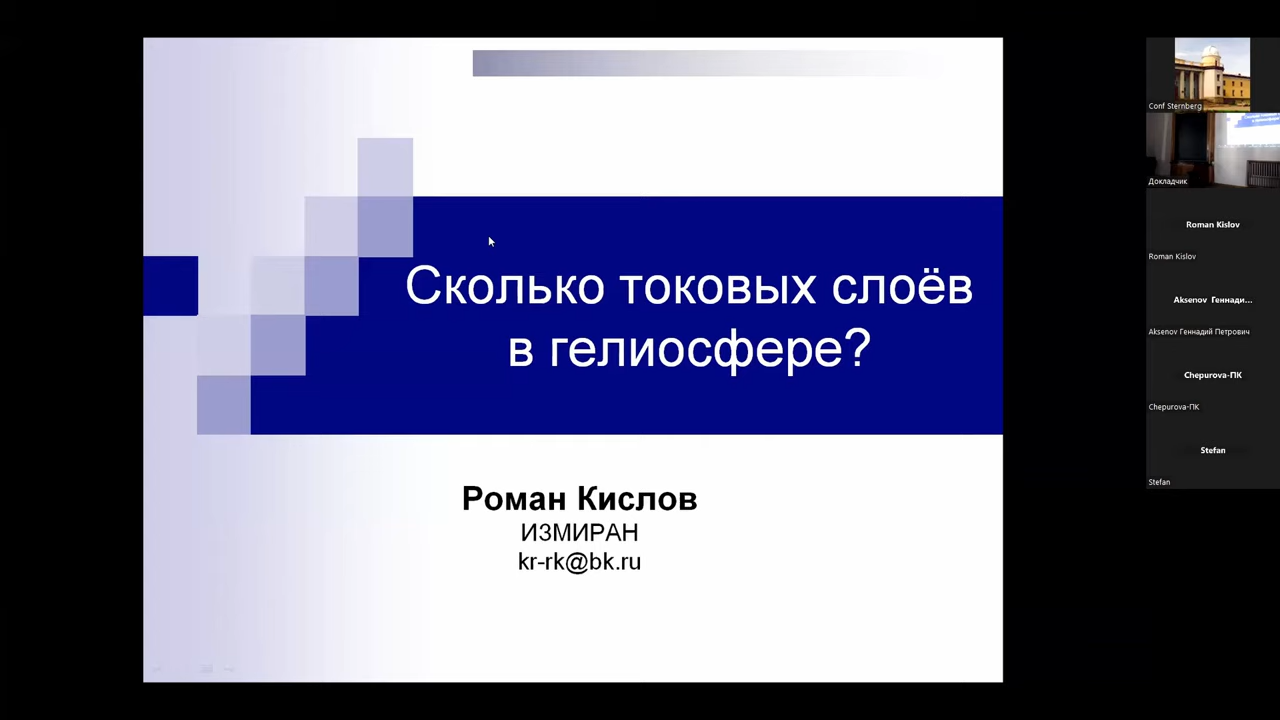 Сколько токовых слоёв
в гелиосфере?
Роман Кислов
ИЗМИРАН
kr-rk@bk.ru
Conf Sternberg
Докладчик
Roman Kislov
Roman Kislov
Aksenov Геннади...
Aksenov Геннадий Петрович
Chepurova-ПК
Chepurova-ПК
Stefan
Stefan